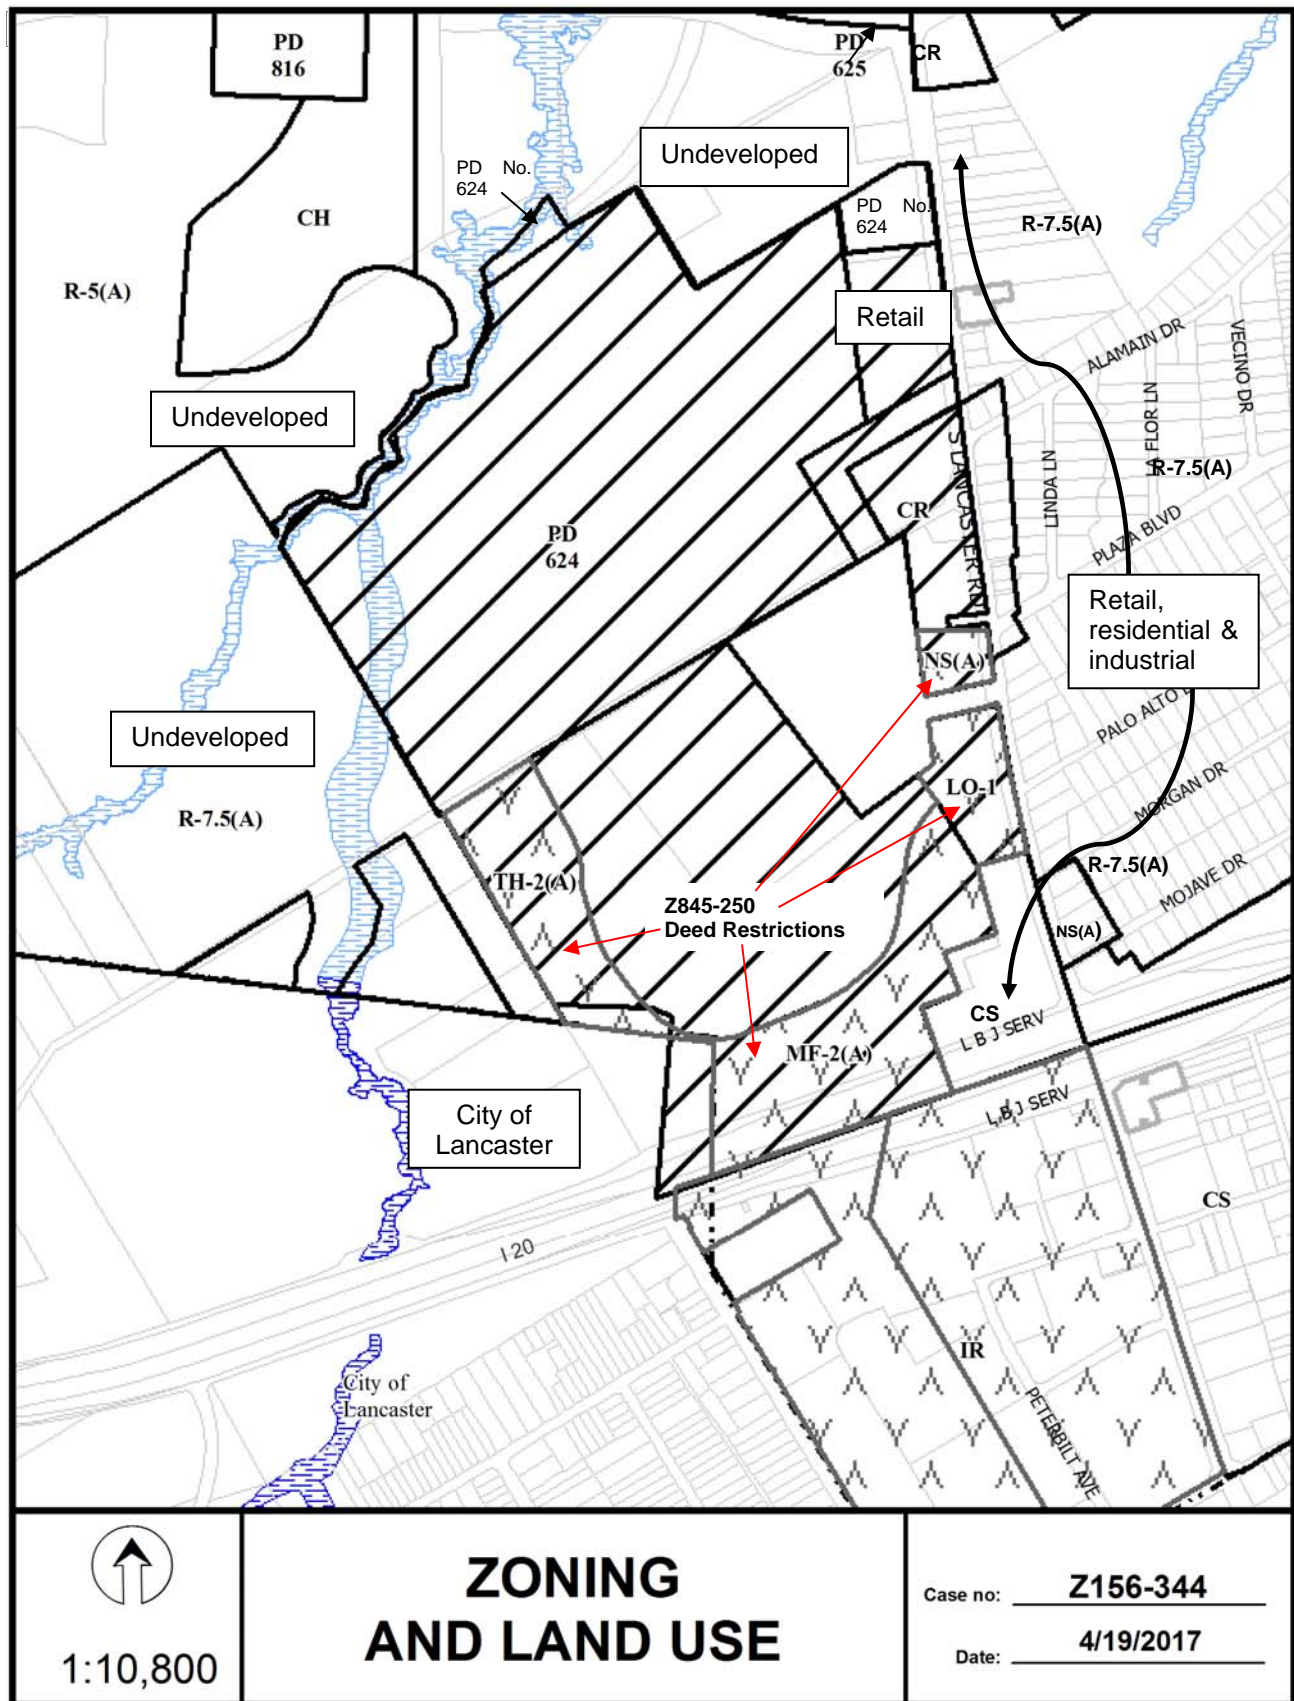 PD
816
PD
625
CR
Undeveloped
PD No.
624
PD No.
624
CH
R-7.5(A)
R-5(A)
Retail
ALAMAIN DR
VECINO DR
Undeveloped
LINDA LN
FLOR LN
R-7.5(A)
S LANCASTER RD
CR
PD
624
PLAZA BLVD
Retail,
residential &
industrial
NS(A)
PALO ALTO
Undeveloped
LO-1
MORGAN DR
R-7.5(A)
R-7.5(A)
MOJAVE DR
TH-2(A)
Z845-250
Deed Restrictions
NS(A)
CS
L B J SERV
MF-2(A)
L B J SERV
City of
Lancaster
CS
I 20
IR
City of
Lancaster
PETERBILT AVE
1:10,800
ZONING
AND LAND USE
Case no: Z156-344
Date: 4/19/2017